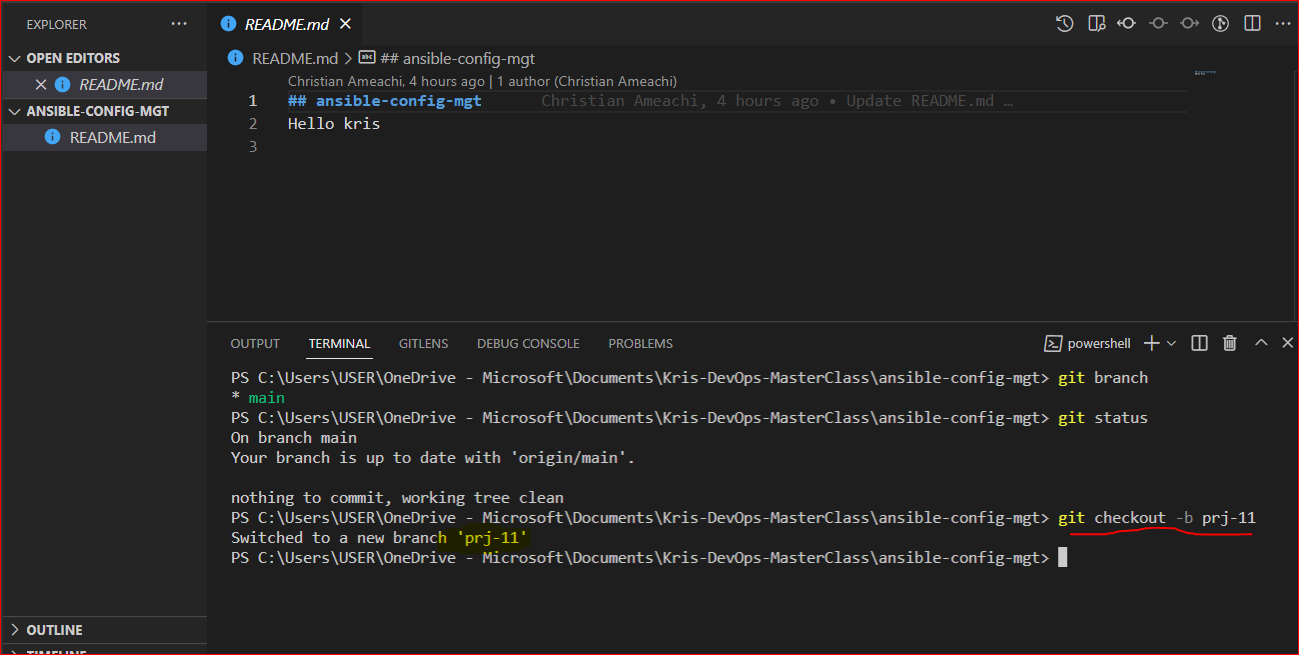 EXPLORER ···
OPEN EDITORS
README.md
ANSIBLE-CONFIG-MGT
README.md
OUTLINE
TIMELINE
README.md
README.md > abc ## ansible-config-mgt
Christian Ameachi, 4 hours ago | 1 author (Christian Ameachi)
1 ## ansible-config-mgt Christian Ameachi, 4 hours ago • Update README.md …
2 Hello kris
3
OUTPUT TERMINAL GITLENS DEBUG CONSOLE PROBLEMS powershell
PS C:\Users\USER\OneDrive - Microsoft\Documents\Kris-DevOps-MasterClass\ansible-config-mgt> git branch
* main
PS C:\Users\USER\OneDrive - Microsoft\Documents\Kris-DevOps-MasterClass\ansible-config-mgt> git status
On branch main
Your branch is up to date with 'origin/main'.
nothing to commit, working tree clean
PS C:\Users\USER\OneDrive - Microsoft\Documents\Kris-DevOps-MasterClass\ansible-config-mgt> git checkout -b prj-11
Switched to a new branch 'prj-11'
PS C:\Users\USER\OneDrive - Microsoft\Documents\Kris-DevOps-MasterClass\ansible-config-mgt>